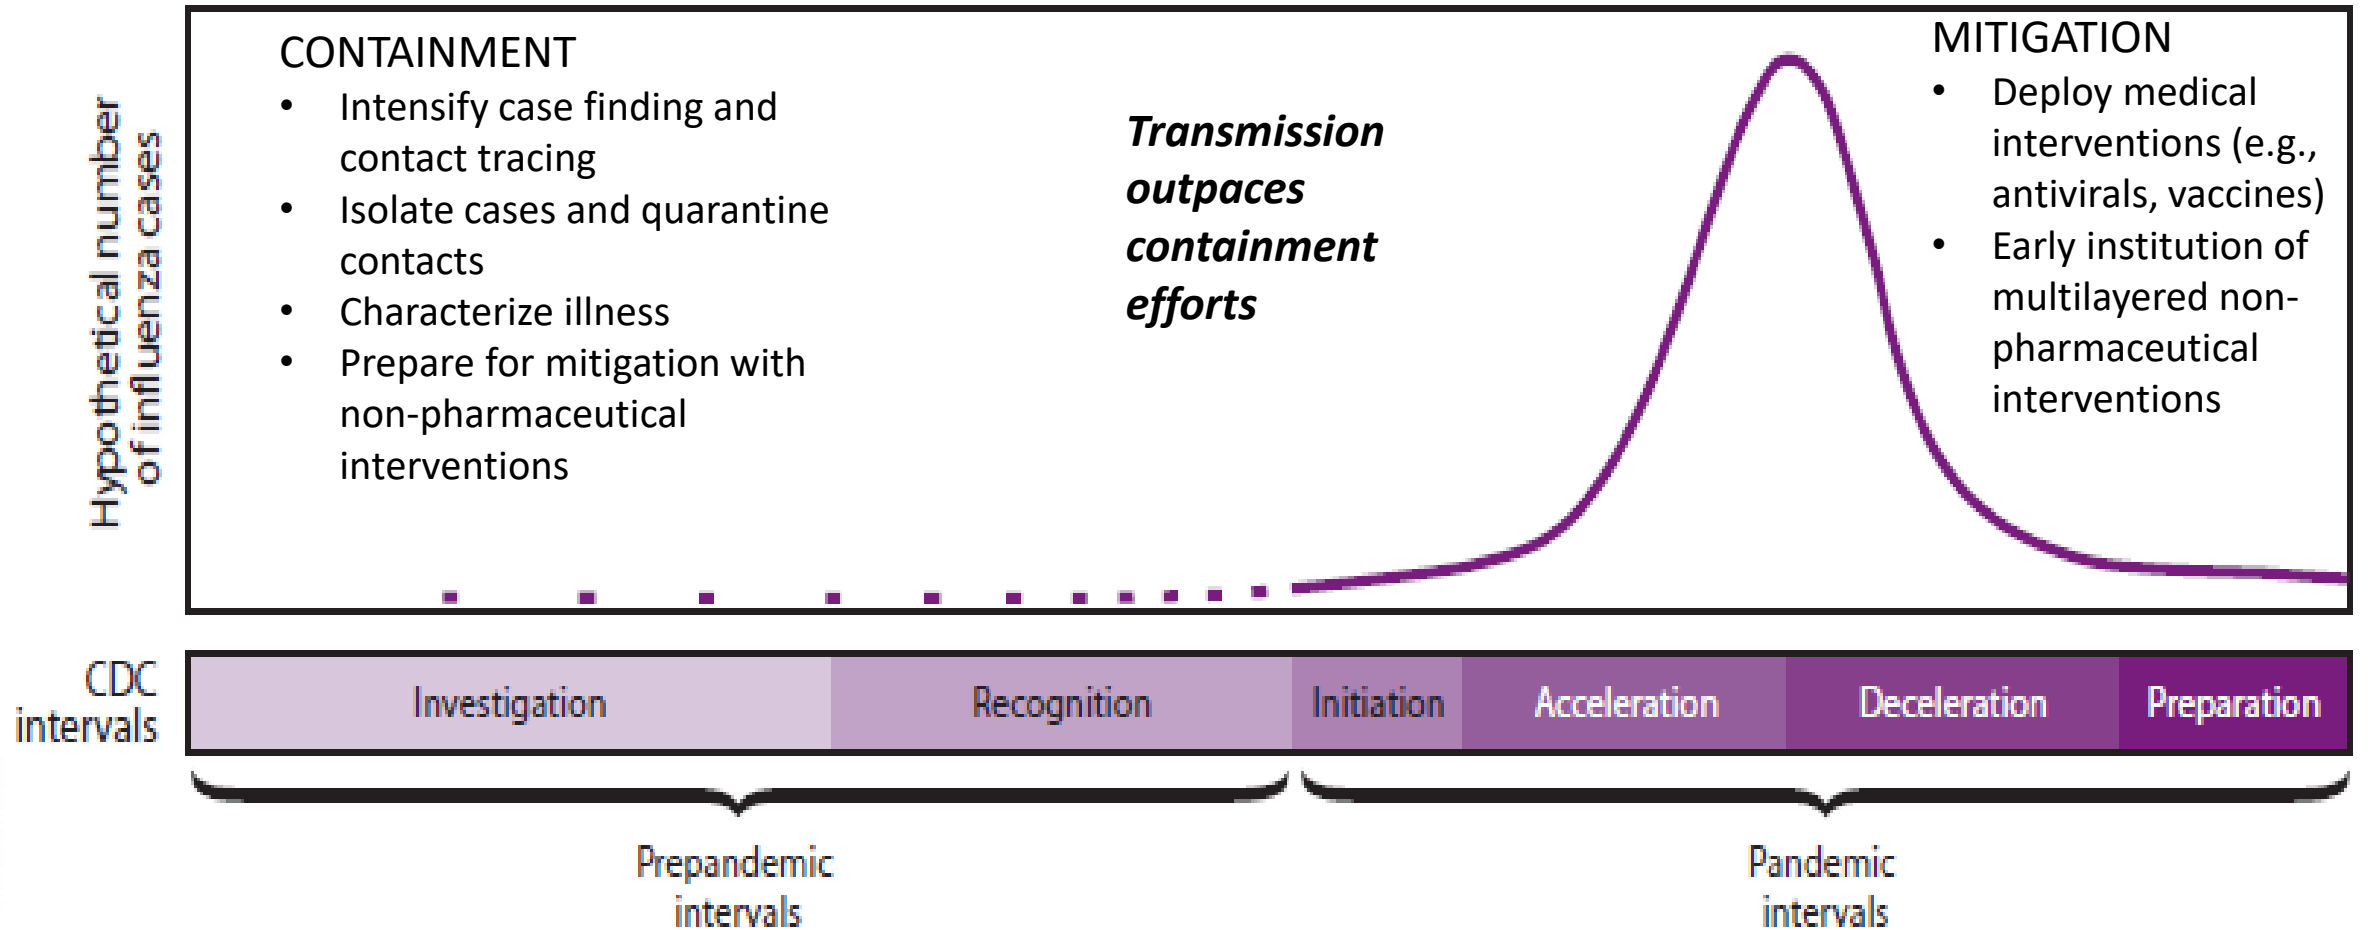 CONTAINMENT
• Intensify case finding and
contact tracing
• Isolate cases and quarantine
contacts
• Characterize illness
• Prepare for mitigation with
non-pharmaceutical
interventions
Transmission
outpaces
containment
efforts
MITIGATION
• Deploy medical
interventions (e.g.,
antivirals, vaccines)
• Early institution of
multilayered non-
pharmaceutical
interventions
Hypothetical number
of influenza cases
CDC
intervals
Investigation
Recognition
Initiation
Acceleration
Deceleration
Preparation
Prepandemic
intervals
Pandemic
intervals